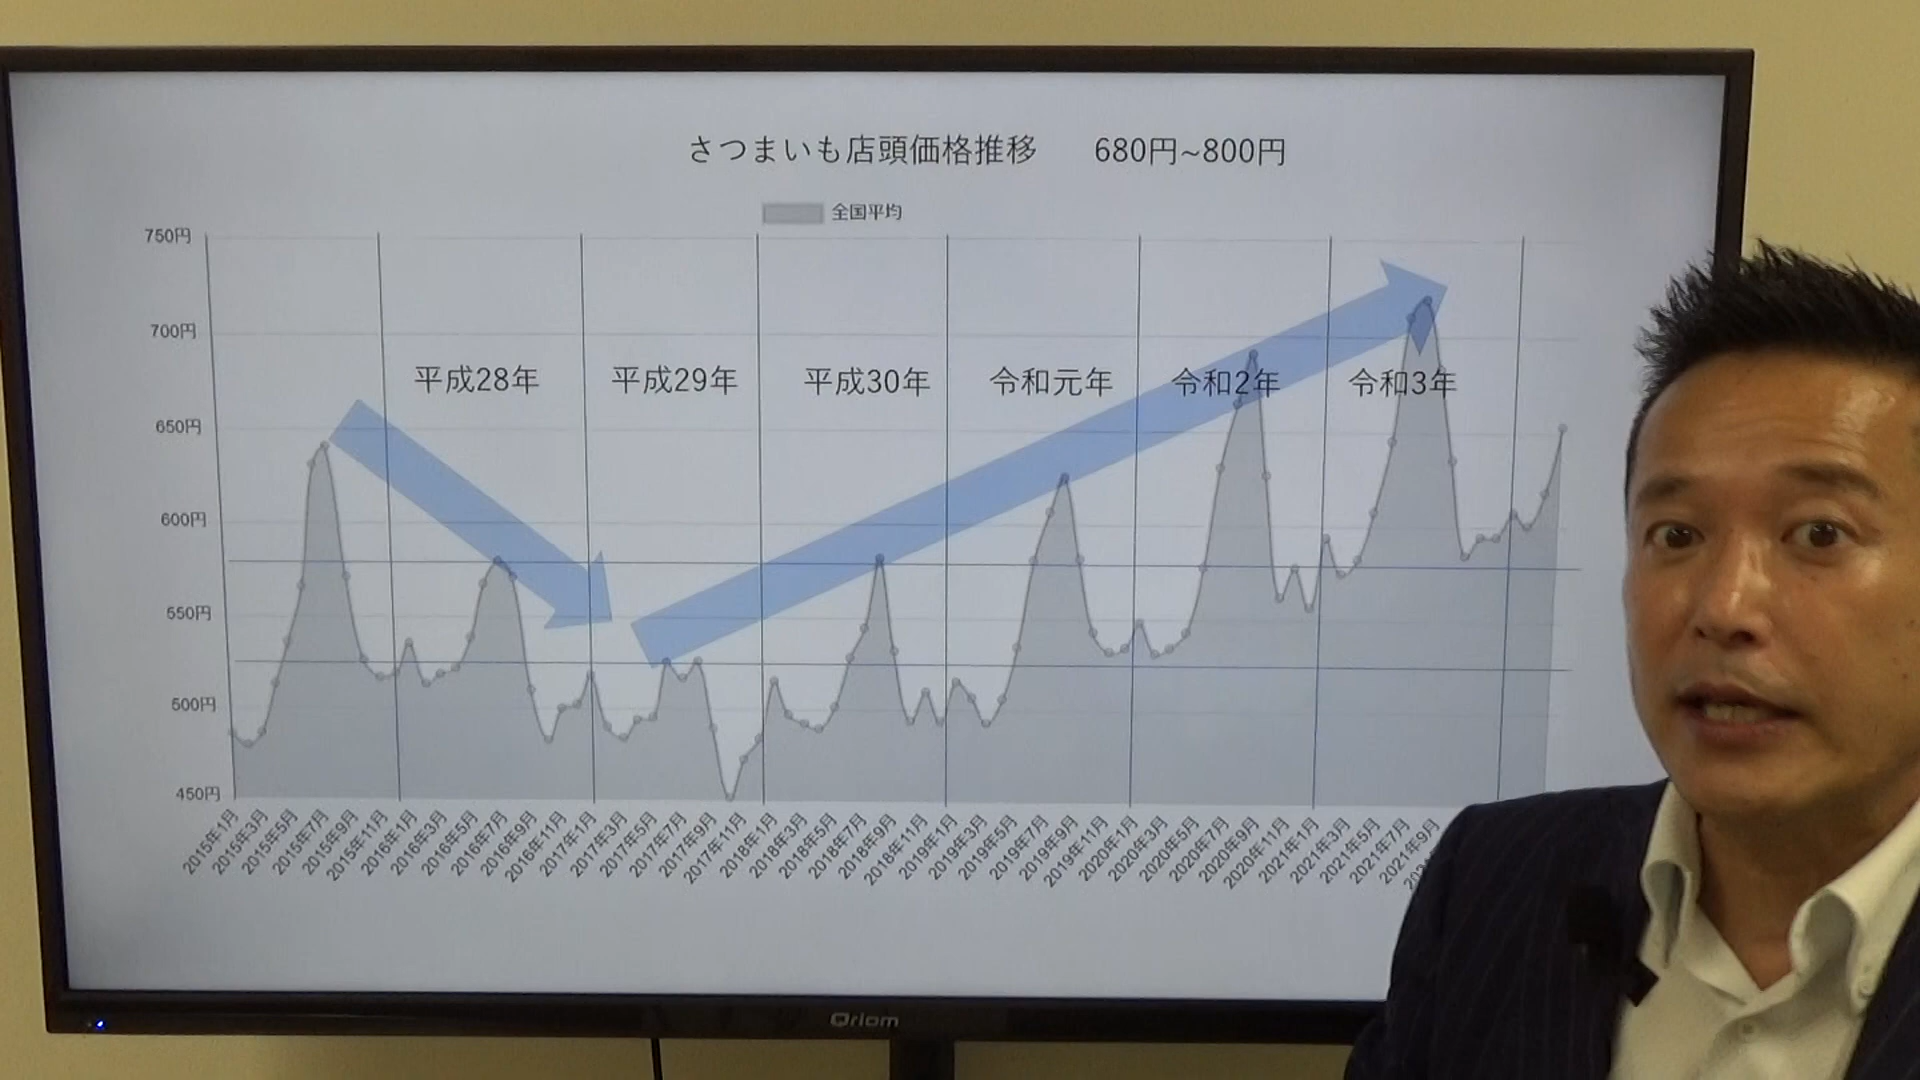 さつまいも店頭価格推移 680円~800円
全国平均
750円
700円
650円
600円
550円
500円
450円
平成28年 平成29年 平成30年 令和元年 令和2年 令和3年
2015年1月 2015年3月 2015年5月 2015年7月 2015年9月 2015年11月 2016年1月 2016年3月 2016年5月 2016年7月 2016年9月 2016年11月 2017年1月 2017年3月 2017年5月 2017年7月 2017年9月 2017年11月 2018年1月 2018年3月 2018年5月 2018年7月 2018年9月 2018年11月 2019年1月 2019年3月 2019年5月 2019年7月 2019年9月 2019年11月 2020年1月 2020年3月 2020年5月 2020年7月 2020年9月 2020年11月 2021年1月 2021年3月 2021年5月 2021年7月 2021年9月
Qriom